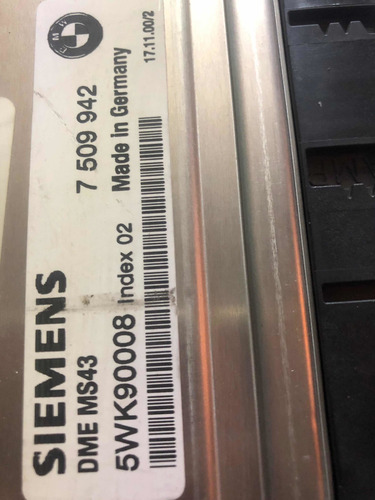 BMW
17.11.00/2
SIEMENS 7 509 942
DME MS43 Made in Germany
5WK90008 Index 02